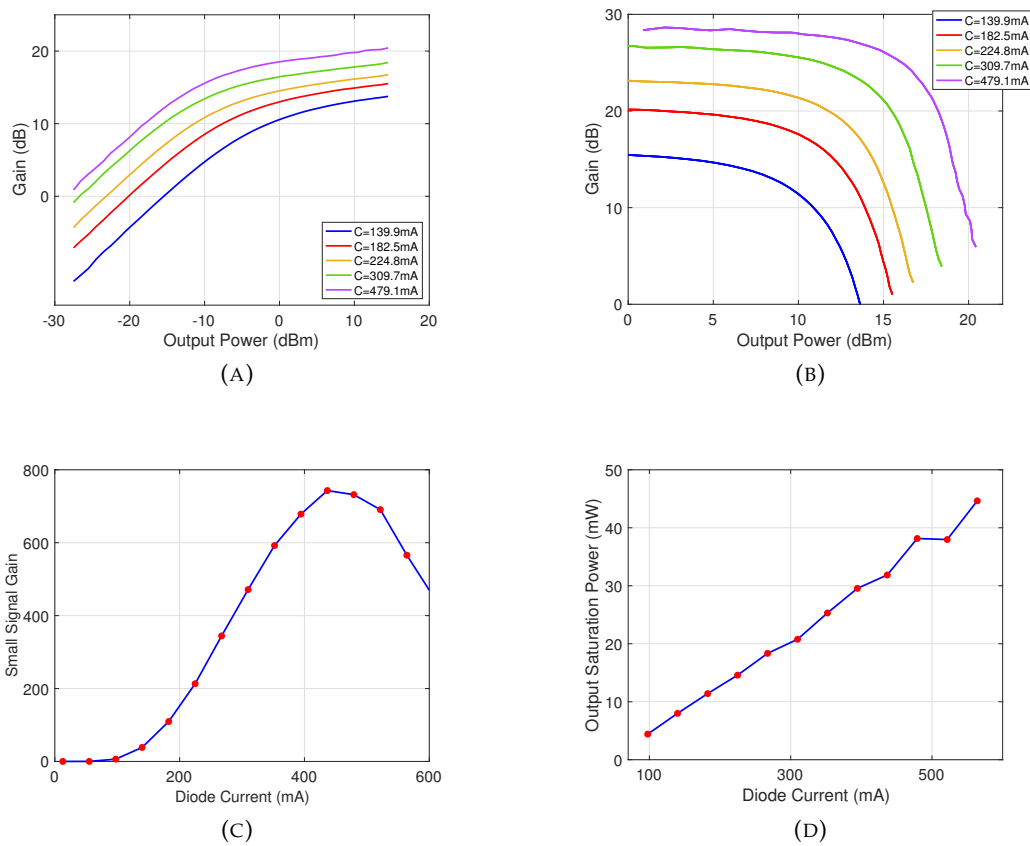 Gain (dB)
20
10
0
-30
-20
-10
0
10
20
Output Power (dBm)
C=139.9mA
C=182.5mA
C=224.8mA
C=309.7mA
C=479.1mA
(A)
Gain (dB)
30
25
20
15
10
5
0
0
5
10
15
20
Output Power (dBm)
C=139.9mA
C=182.5mA
C=224.8mA
C=309.7mA
C=479.1mA
(B)
Small Signal Gain
800
600
400
200
0
0
200
400
600
Diode Current (mA)
(C)
Output Saturation Power (mW)
50
40
30
20
10
0
100
300
500
Diode Current (mA)
(D)